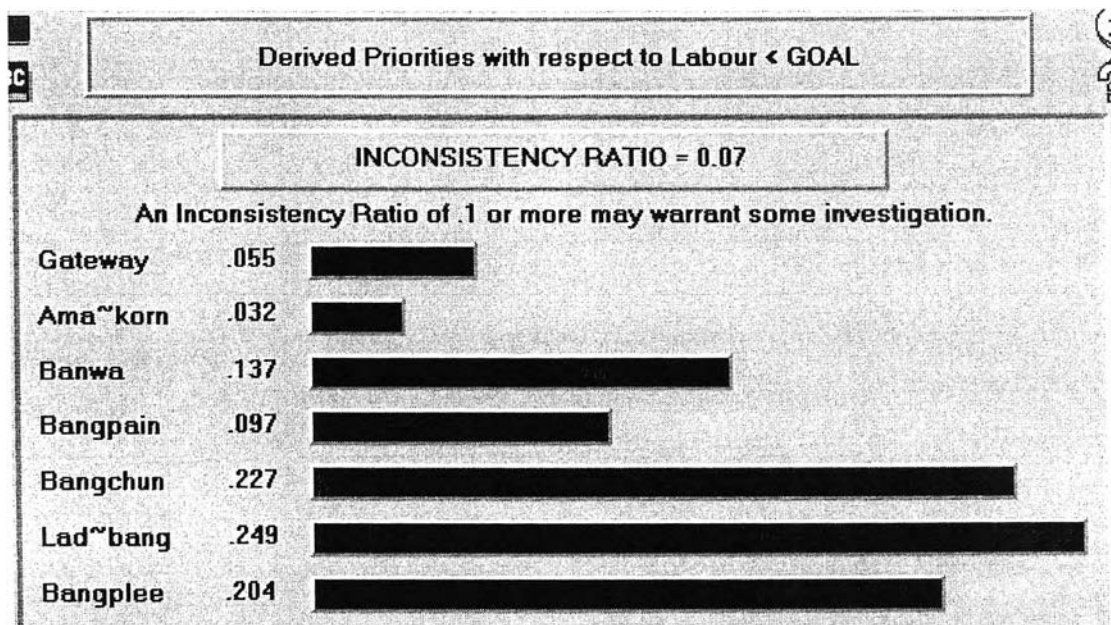 Derived Priorities with respect to Labour < GOAL
INCONSISTENCY RATIO = 0.07
An Inconsistency Ratio of .1 or more may warrant some investigation.
Gateway .055
Ama~korn .032
Banwa .137
Bangpain .097
Bangchun .227
Lad~bang .249
Bangplee .204